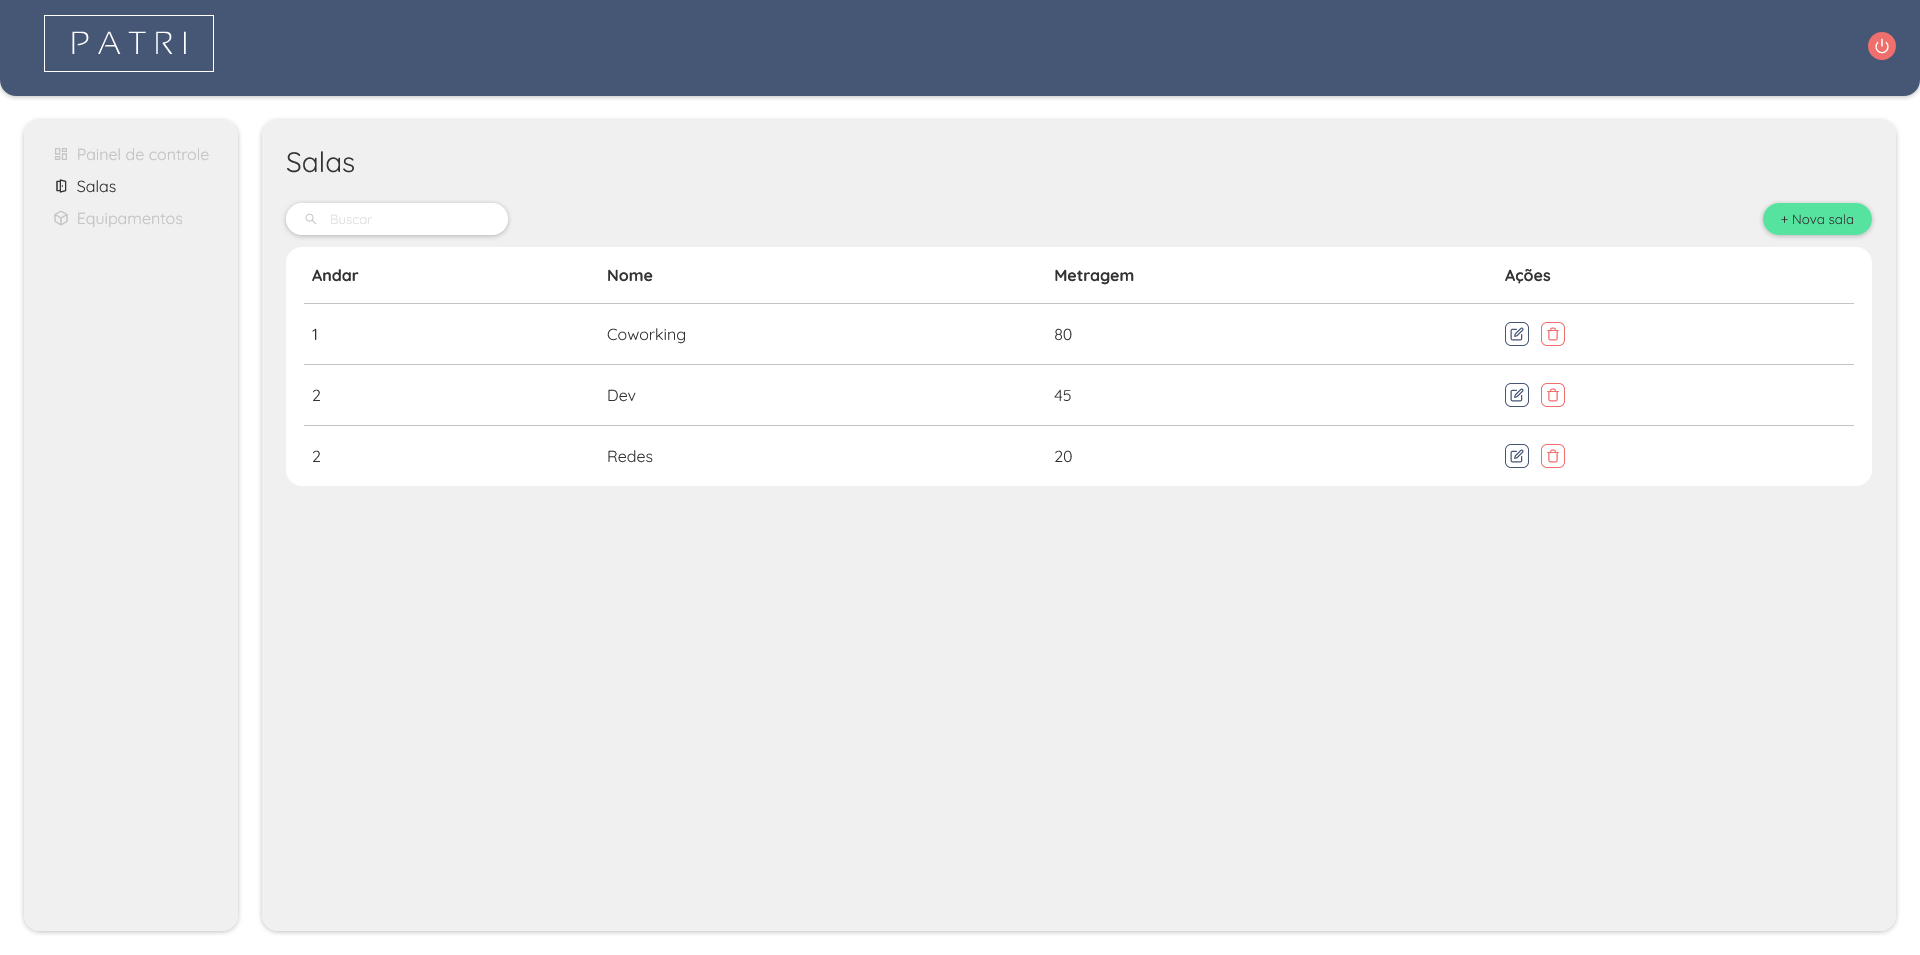 PATRI
Painel de controle
Salas
Equipamentos
Salas
Buscar
+ Nova sala
Andar Nome Metragem Ações
1 Coworking 80
2 Dev 45
2 Redes 20